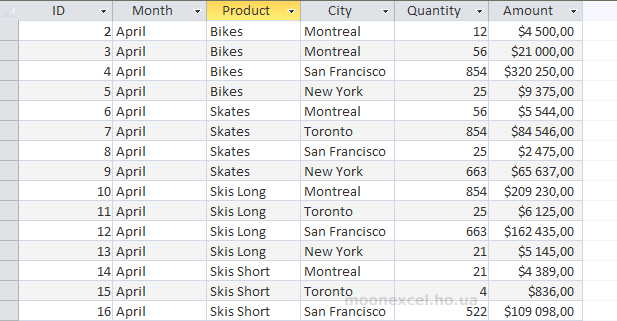 ID Month Product City Quantity Amount
2 April Bikes Montreal 12 $4 500,00
3 April Bikes Montreal 56 $21 000,00
4 April Bikes San Francisco 854 $320 250,00
5 April Bikes New York 25 $9 375,00
6 April Skates Montreal 56 $5 544,00
7 April Skates Toronto 854 $84 546,00
8 April Skates San Francisco 25 $2 475,00
9 April Skates New York 663 $65 637,00
10 April Skis Long Montreal 854 $209 230,00
11 April Skis Long Toronto 25 $6 125,00
12 April Skis Long San Francisco 663 $162 435,00
13 April Skis Long New York 21 $5 145,00
14 April Skis Short Montreal 21 $4 389,00
15 April Skis Short Toronto 4 $836,00
moonexcel.ho.ua
16 April Skis Short San Francisco 522 $109 098,00